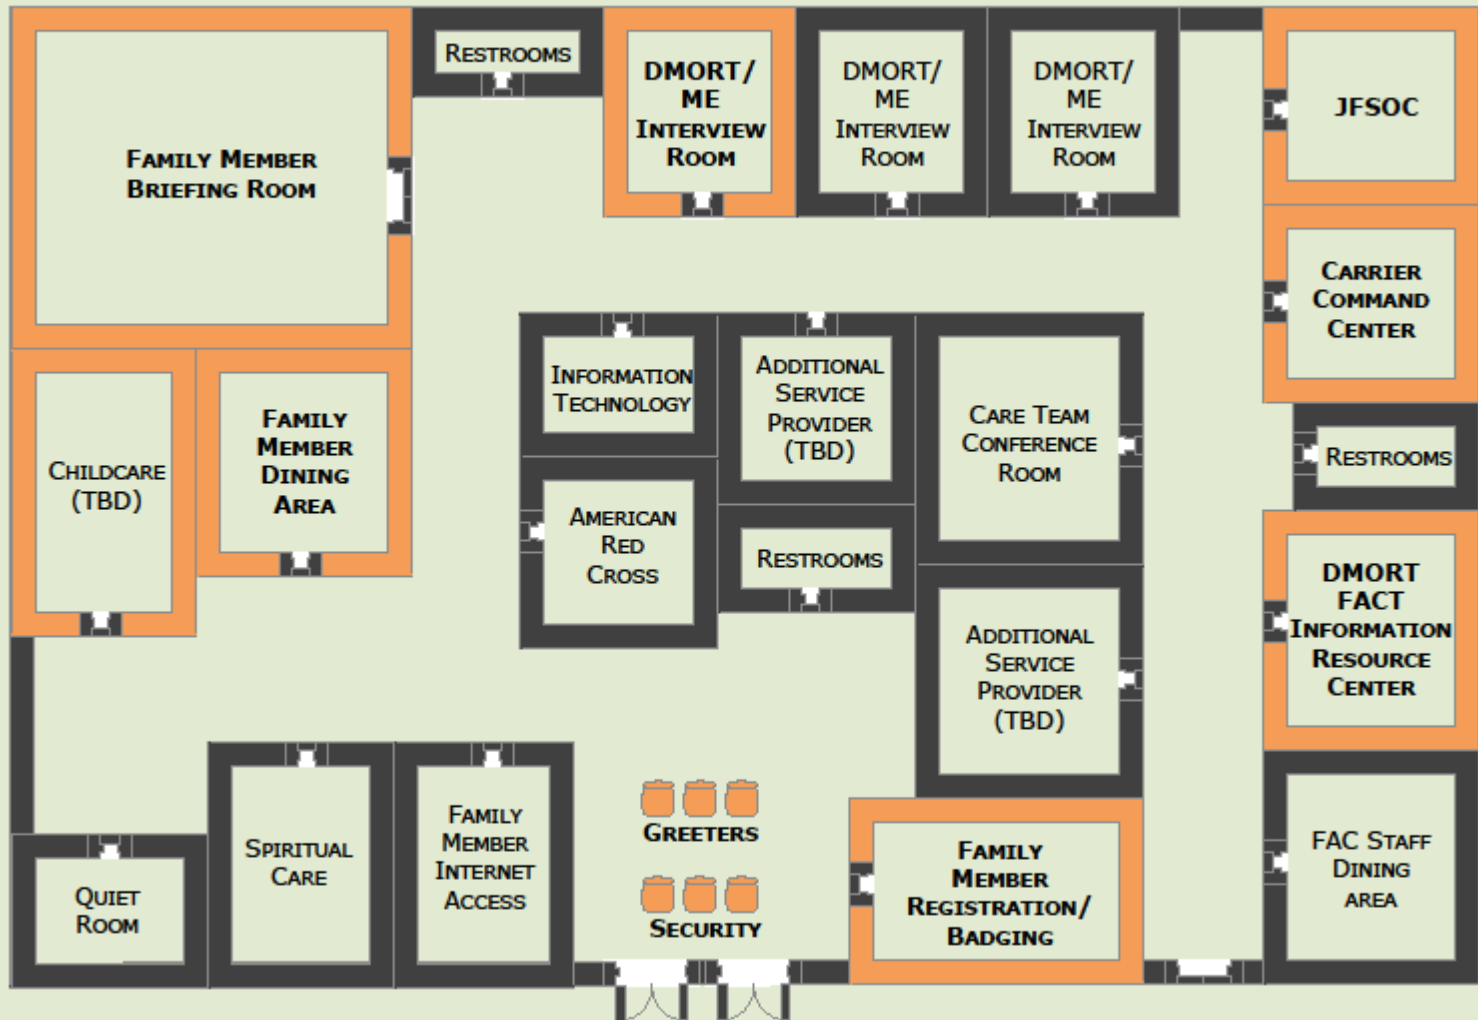 RESTROOMS
DMORT/
ME
INTERVIEW
ROOM
DMORT/
ME
INTERVIEW
ROOM
DMORT/
ME
INTERVIEW
ROOM
JFSOC
FAMILY MEMBER
BRIEFING ROOM
CARRIER
COMMAND
CENTER
INFORMATION
TECHNOLOGY
ADDITIONAL
SERVICE
PROVIDER
(TBD)
CARE TEAM
CONFERENCE
ROOM
RESTROOMS
CHILDCARE
(TBD)
FAMILY
MEMBER
DINING
AREA
AMERICAN
RED
CROSS
RESTROOMS
DMORT
FACT
INFORMATION
RESOURCE
CENTER
ADDITIONAL
SERVICE
PROVIDER
(TBD)
QUIET
ROOM
SPIRITUAL
CARE
FAMILY
MEMBER
INTERNET
ACCESS
GREETERS
SECURITY
FAMILY
MEMBER
REGISTRATION/
BADGING
FAC STAFF
DINING
AREA